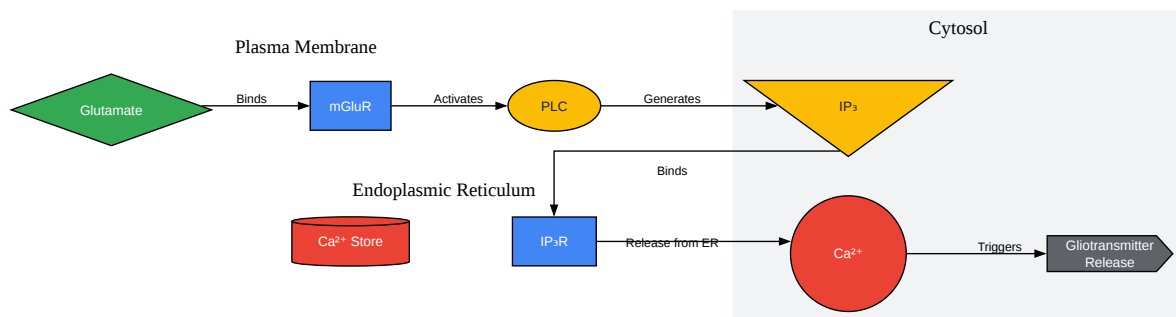 Cytosol
Plasma Membrane
Glutamate
Binds
mGluR
Activates
PLC
Generates
IP₃
Binds
Endoplasmic Reticulum
Ca²⁺ Store
IP₃R
Release from ER
Ca²⁺
Triggers
Gliotransmitter
Release